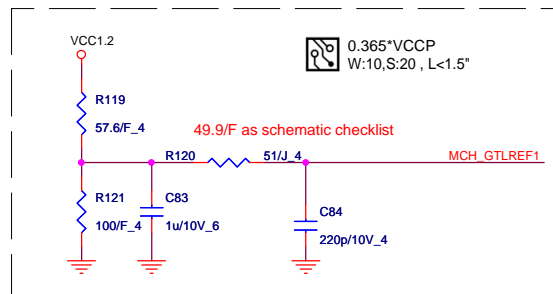 VCC1.2
0.365*VCCP
W:10,S:20 , L<1.5"
R119
57.6/F_4
49.9/F as schematic checklist
R120
51/J_4
MCH_GTLREF1
R121
100/F_4
C83
1u/10V_6
C84
220p/10V_4